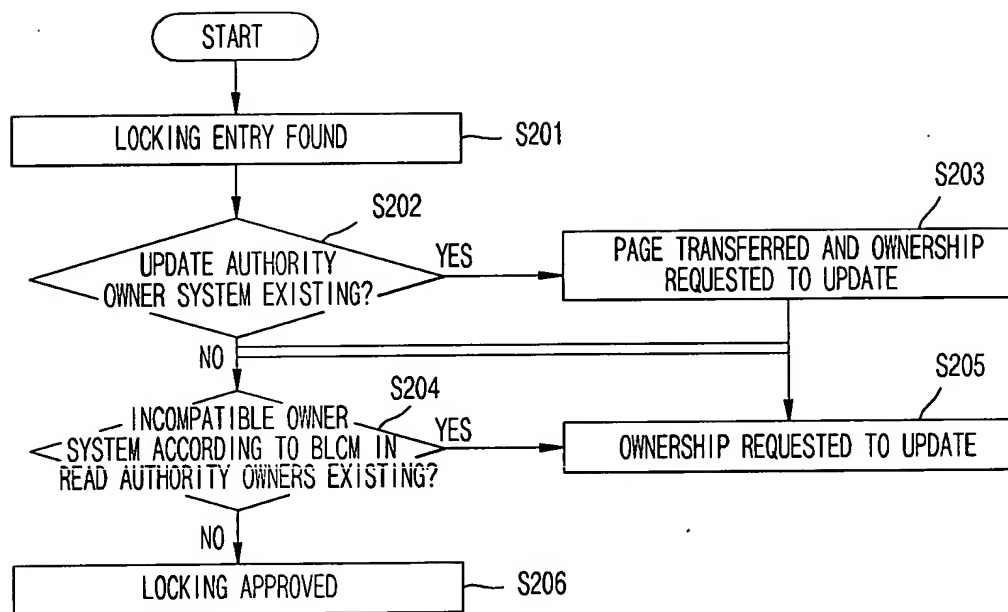 START
LOCKING ENTRY FOUND
S201
S202
S203
UPDATE AUTHORITY
OWNER SYSTEM EXISTING?
YES
PAGE TRANSFERRED AND OWNERSHIP
REQUESTED TO UPDATE
NO
S204
S205
INCOMPATIBLE OWNER
SYSTEM ACCORDING TO BLCM IN
READ AUTHORITY OWNERS EXISTING?
YES
OWNERSHIP REQUESTED TO UPDATE
NO
LOCKING APPROVED
S206